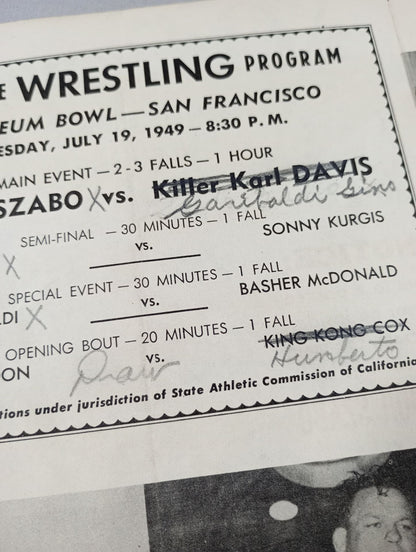 E WRESTLING PROGRAM
EUM BOWL — SAN FRANCISCO
ESDAY, JULY 19, 1949 — 8:30 P. M.
MAIN EVENT — 2-3 FALLS — 1 HOUR
SZABO X vs. Killer Karl DAVIS
Garibaldi Gino
SEMI-FINAL — 30 MINUTES — 1 FALL
X vs. SONNY KURGIS
SPECIAL EVENT — 30 MINUTES — 1 FALL
LDI X vs. BASHER McDONALD
OPENING BOUT — 20 MINUTES — 1 FALL
ON vs. KING KONG COX
Draw Humberto
tions under jurisdiction of State Athletic Commission of California